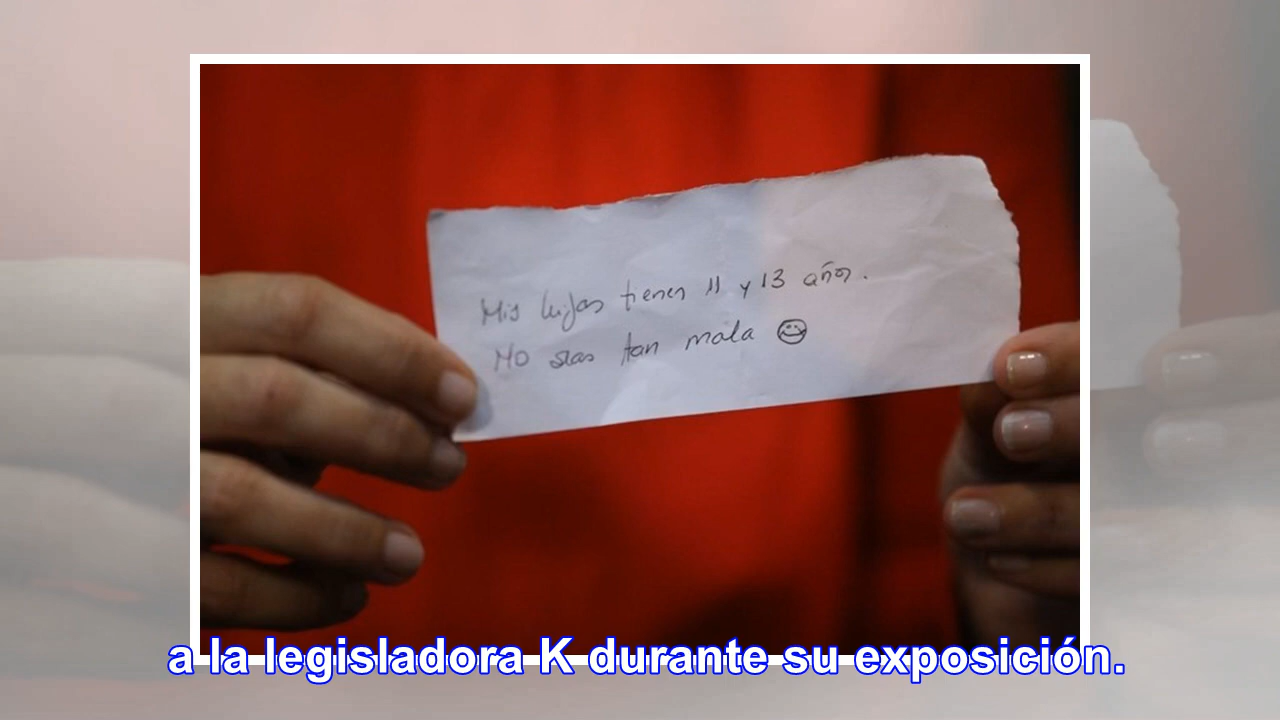 Mis hijas tienen 11 y 13 años.
No seas tan mala
a la legisladora K durante su exposición.